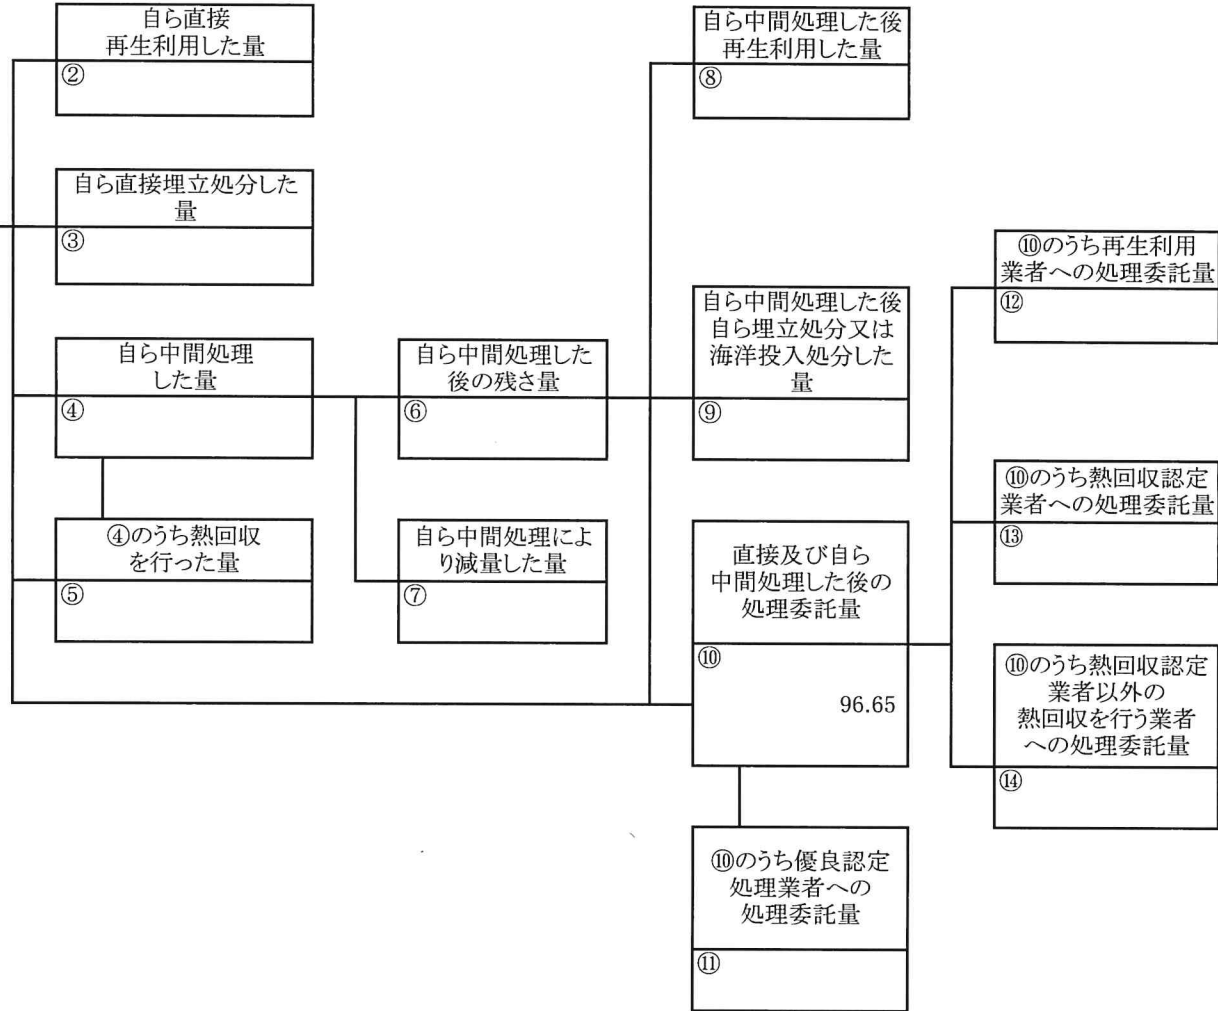 自ら直接
再生利用した量
②
自ら直接埋立処分した
量
③
自ら中間処理
した量
④
④のうち熱回収
を行った量
⑤
自ら中間処理した
後の残さ量
⑥
自ら中間処理によ
り減量した量
⑦
自ら中間処理した後
再生利用した量
⑧
自ら中間処理した後
自ら埋立処分又は
海洋投入処分した
量
⑨
直接及び自ら
中間処理した後の
処理委託量
⑩
96.65
⑩のうち優良認定
処理業者への
処理委託量
⑪
⑩のうち再生利用
業者への処理委託量
⑫
⑩のうち熱回収認定
業者への処理委託量
⑬
⑩のうち熱回収認定
業者以外の
熱回収を行う業者
への処理委託量
⑭